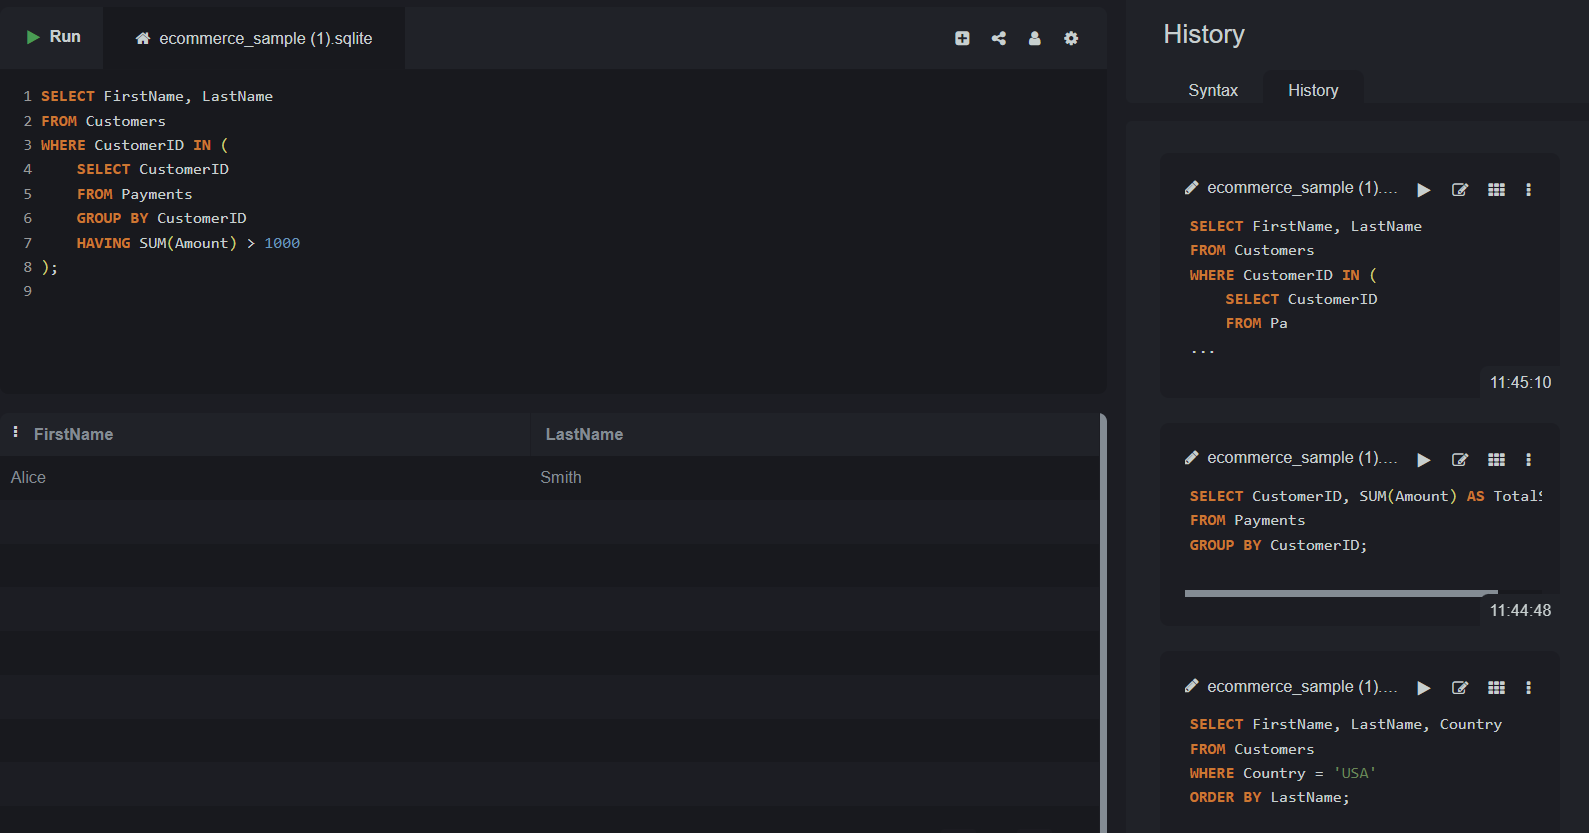 Run
ecommerce_sample (1).sqlite
1 SELECT FirstName, LastName
2 FROM Customers
3 WHERE CustomerID IN (
4     SELECT CustomerID
5     FROM Payments
6     GROUP BY CustomerID
7     HAVING SUM(Amount) > 1000
8 );
9
FirstName LastName
Alice Smith
History
Syntax History
ecommerce_sample (1)....
SELECT FirstName, LastName
FROM Customers
WHERE CustomerID IN (
    SELECT CustomerID
    FROM Pa
...
11:45:10
ecommerce_sample (1)....
SELECT CustomerID, SUM(Amount) AS TotalS
FROM Payments
GROUP BY CustomerID;
11:44:48
ecommerce_sample (1)....
SELECT FirstName, LastName, Country
FROM Customers
WHERE Country = 'USA'
ORDER BY LastName;